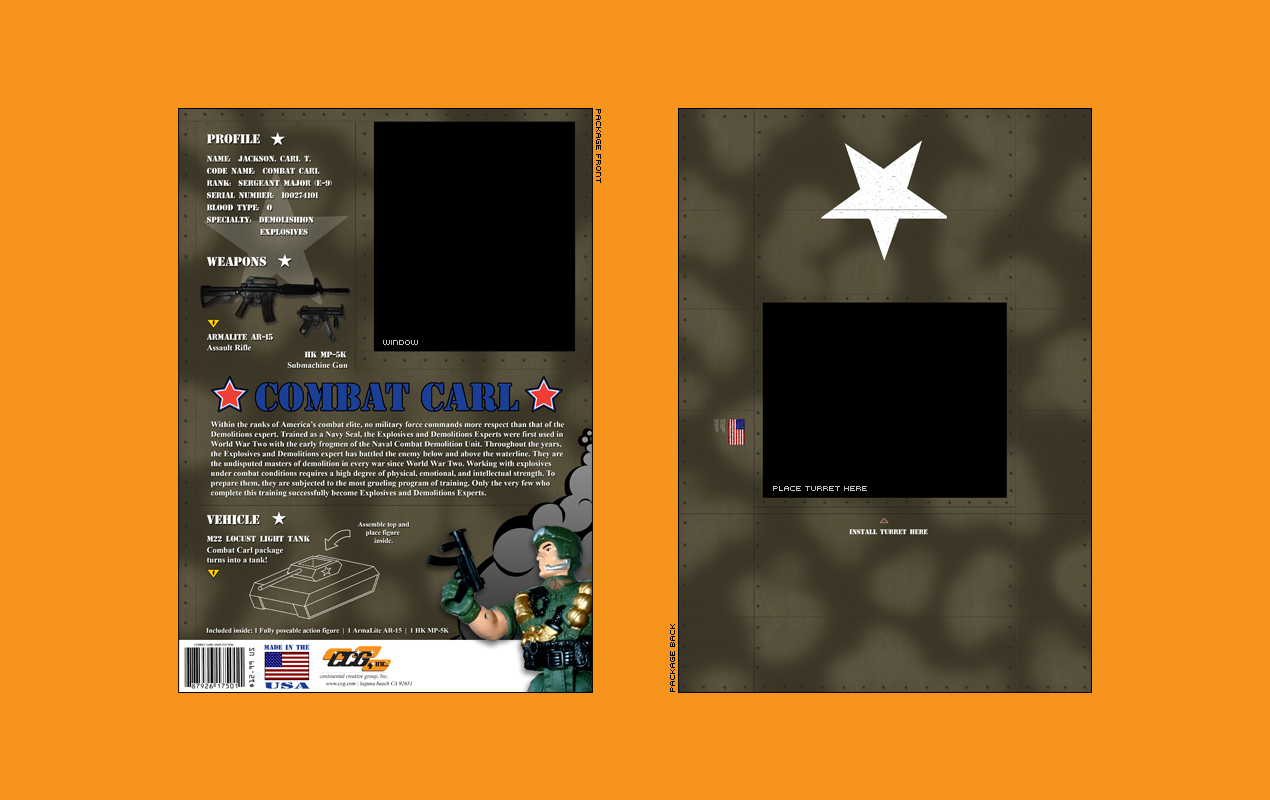 PACKAGE FRONT
PROFILE
NAME: JACKSON, CARL T.
CODE NAME: COMBAT CARL
RANK: SERGEANT MAJOR (E-9)
SERIAL NUMBER: 100274101
BLOOD TYPE: O
SPECIALTY: DEMOLISHION
EXPLOSIVES
WEAPONS
ARMALITE AR-15
Assault Rifle
HK MP-5K
Submachine Gun
WINDOW
COMBAT CARL
Within the ranks of America's combat elite, no military force commands more respect than that of the
Demolitions expert. Trained as a Navy Seal, the Explosives and Demolitions Experts were first used in
World War Two with the early frogmen of the Naval Combat Demolition Unit. Throughout the years,
the Explosives and Demolitions expert has battled the enemy below and above the waterline. They are
the undisputed masters of demolition in every war since World War Two. Working with explosives
under combat conditions requires a high degree of physical, emotional, and intellectual strength. To
prepare them, they are subjected to the most grueling program of training. Only the very few who
complete this training successfully become Explosives and Demolitions Experts.
VEHICLE
M22 LOCUST LIGHT TANK
Combat Carl package
turns into a tank!
Assemble top and
place figure
inside.
Included inside: 1 Fully poseable action figure | 1 ArmaLite AR-15 | 1 HK MP-5K
87926 17501
$12.99 US
MADE IN THE
USA
CCG, INC.
continental creative group, Inc.
www.ccg.com | laguna beach CA 92651
PLACE TURRET HERE
INSTALL TURRET HERE
PACKAGE BACK